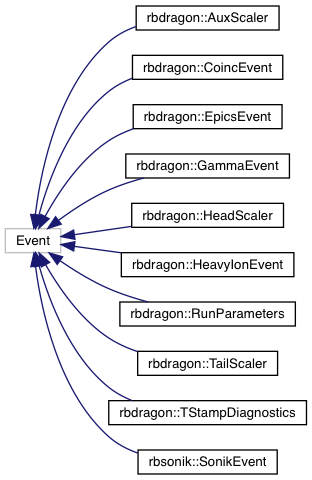 rbdragon::AuxScaler
rbdragon::CoincEvent
rbdragon::EpicsEvent
rbdragon::GammaEvent
rbdragon::HeadScaler
Event
rbdragon::HeavyIonEvent
rbdragon::RunParameters
rbdragon::TailScaler
rbdragon::TStampDiagnostics
rbsonik::SonikEvent